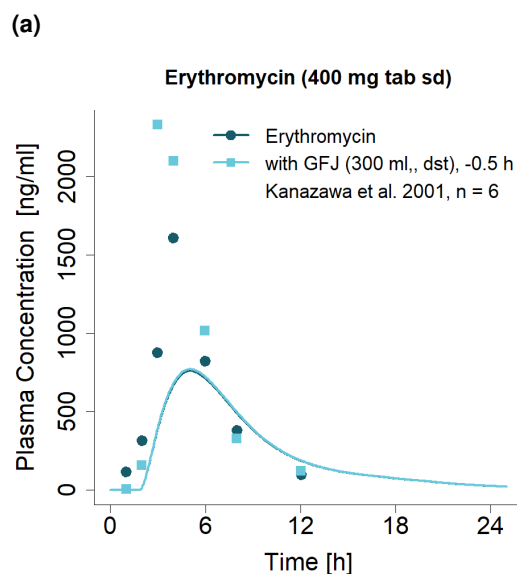 (a)
Erythromycin (400 mg tab sd)
Erythromycin
with GFJ (300 ml,, dst), -0.5 h
Kanazawa et al. 2001, n = 6
Plasma Concentration [ng/ml]
2000
1500
1000
500
0
0 6 12 18 24
Time [h]